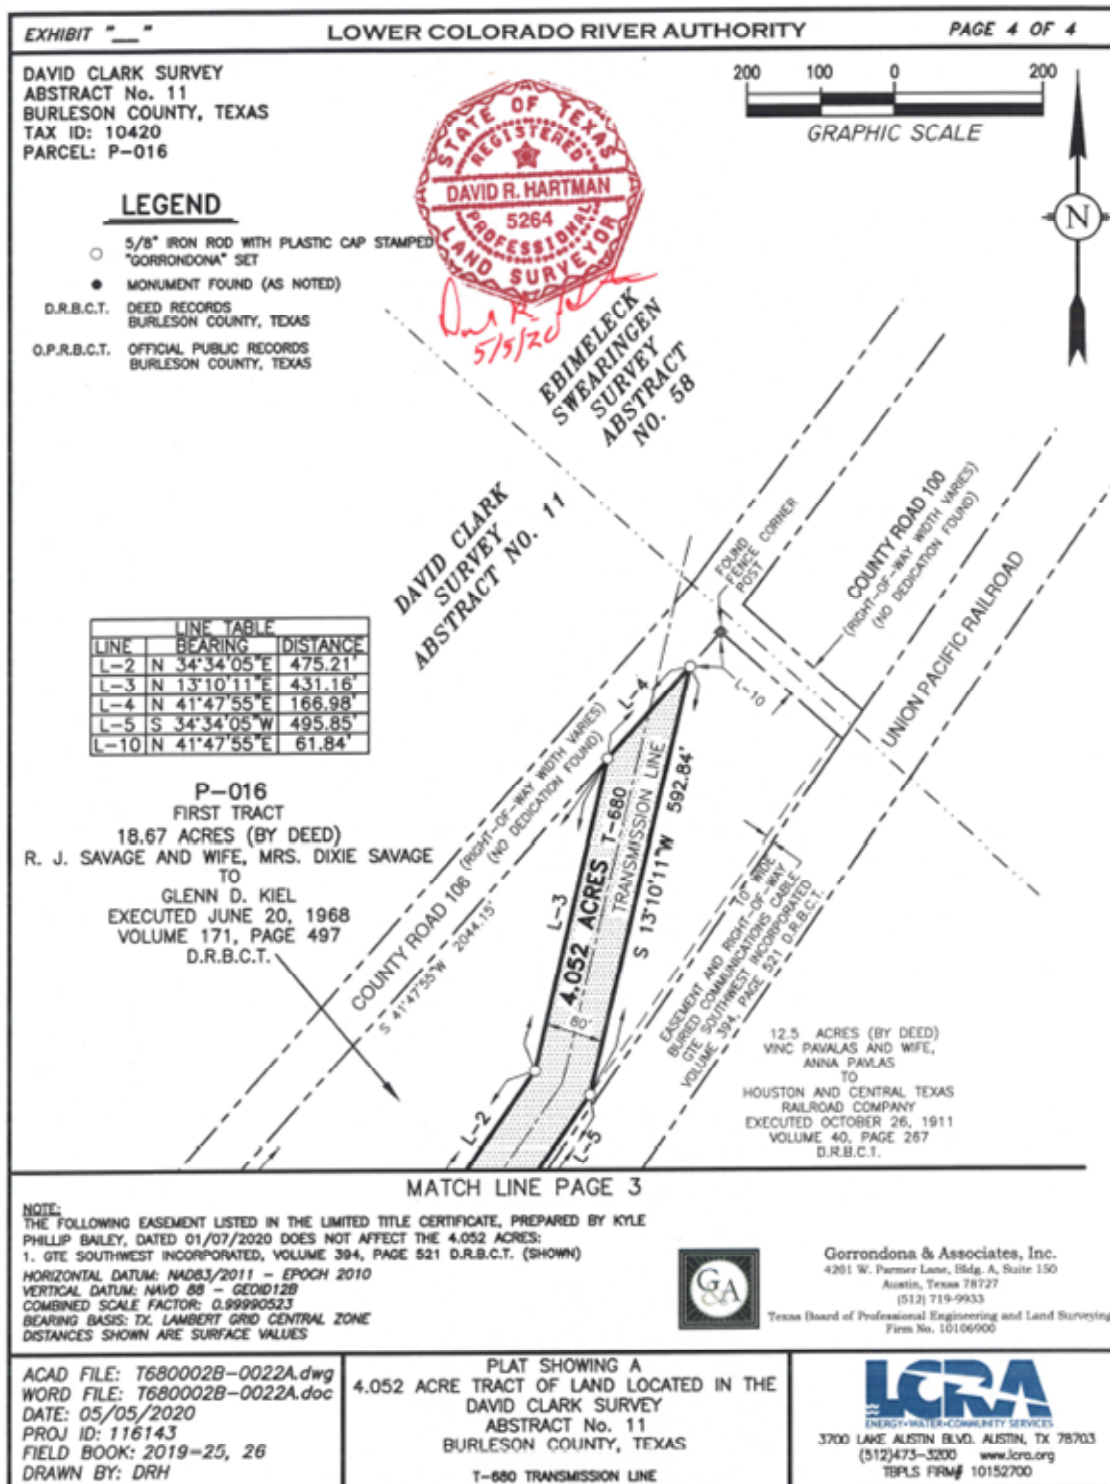 EXHIBIT "__"
LOWER COLORADO RIVER AUTHORITY
PAGE 4 OF 4
DAVID CLARK SURVEY
ABSTRACT No. 11
BURLESON COUNTY, TEXAS
TAX ID: 10420
PARCEL: P-016
200 100 0 200
GRAPHIC SCALE
N
STATE OF TEXAS
REGISTERED
DAVID R. HARTMAN
5264
PROFESSIONAL
LAND SURVEYOR
5/5/20
LEGEND
5/8" IRON ROD WITH PLASTIC CAP STAMPED
"GORRONDONA" SET
MONUMENT FOUND (AS NOTED)
D.R.B.C.T. DEED RECORDS
BURLESON COUNTY, TEXAS
O.P.R.B.C.T. OFFICIAL PUBLIC RECORDS
BURLESON COUNTY, TEXAS
EBIMELECK
SWEARINGEN
SURVEY
ABSTRACT
NO. 58
DAVID CLARK
SURVEY
ABSTRACT NO. 11
FOUND
FENCE CORNER
POST
COUNTY ROAD 100
(RIGHT-OF-WAY WIDTH VARIES)
(NO DEDICATION FOUND)
UNION PACIFIC RAILROAD
LINE TABLE
LINE BEARING DISTANCE
L-2 N 34°34'05"E 475.21'
L-3 N 13°10'11"E 431.16'
L-4 N 41°47'55"E 166.98'
L-5 S 34°34'05"W 495.85'
L-10 N 41°47'55"E 61.84'
L-4
L-10
P-016
FIRST TRACT
18.67 ACRES (BY DEED)
R. J. SAVAGE AND WIFE, MRS. DIXIE SAVAGE
TO
GLENN D. KIEL
EXECUTED JUNE 20, 1968
VOLUME 171, PAGE 497
D.R.B.C.T.
COUNTY ROAD 106 (RIGHT-OF-WAY WIDTH VARIES)
(NO DEDICATION FOUND)
S 41°47'55"W 2044.15'
L-3
4.052 ACRES
T-680
TRANSMISSION LINE
S 13°10'11"W 592.84'
80'
L-2
L-5
10' WIDE
EASEMENT AND RIGHT-OF-WAY
BURIED COMMUNICATIONS CABLE
GTE SOUTHWEST INCORPORATED
VOLUME 394, PAGE 521 D.R.B.C.T.
12.5 ACRES (BY DEED)
VINC PAVALAS AND WIFE,
ANNA PAVLAS
TO
HOUSTON AND CENTRAL TEXAS
RAILROAD COMPANY
EXECUTED OCTOBER 26, 1911
VOLUME 40, PAGE 267
D.R.B.C.T.
MATCH LINE PAGE 3
NOTE:
THE FOLLOWING EASEMENT LISTED IN THE LIMITED TITLE CERTIFICATE, PREPARED BY KYLE
PHILLIP BAILEY, DATED 01/07/2020 DOES NOT AFFECT THE 4.052 ACRES:
1. GTE SOUTHWEST INCORPORATED, VOLUME 394, PAGE 521 D.R.B.C.T. (SHOWN)
HORIZONTAL DATUM: NAD83/2011 - EPOCH 2010
VERTICAL DATUM: NAVD 88 - GEOID12B
COMBINED SCALE FACTOR: 0.99990523
BEARING BASIS: TX. LAMBERT GRID CENTRAL ZONE
DISTANCES SHOWN ARE SURFACE VALUES
G&A
Gorrondona & Associates, Inc.
4201 W. Parmer Lane, Bldg. A, Suite 150
Austin, Texas 78727
(512) 719-9933
Texas Board of Professional Engineering and Land Surveying
Firm No. 10106900
ACAD FILE: T680002B-0022A.dwg
WORD FILE: T680002B-0022A.doc
DATE: 05/05/2020
PROJ ID: 116143
FIELD BOOK: 2019-25, 26
DRAWN BY: DRH
PLAT SHOWING A
4.052 ACRE TRACT OF LAND LOCATED IN THE
DAVID CLARK SURVEY
ABSTRACT No. 11
BURLESON COUNTY, TEXAS
T-680 TRANSMISSION LINE
LCRA
ENERGY•WATER•COMMUNITY SERVICES
3700 LAKE AUSTIN BLVD. AUSTIN, TX 78703
(512)473-3200 www.lcra.org
TBPLS FIRM# 10152700